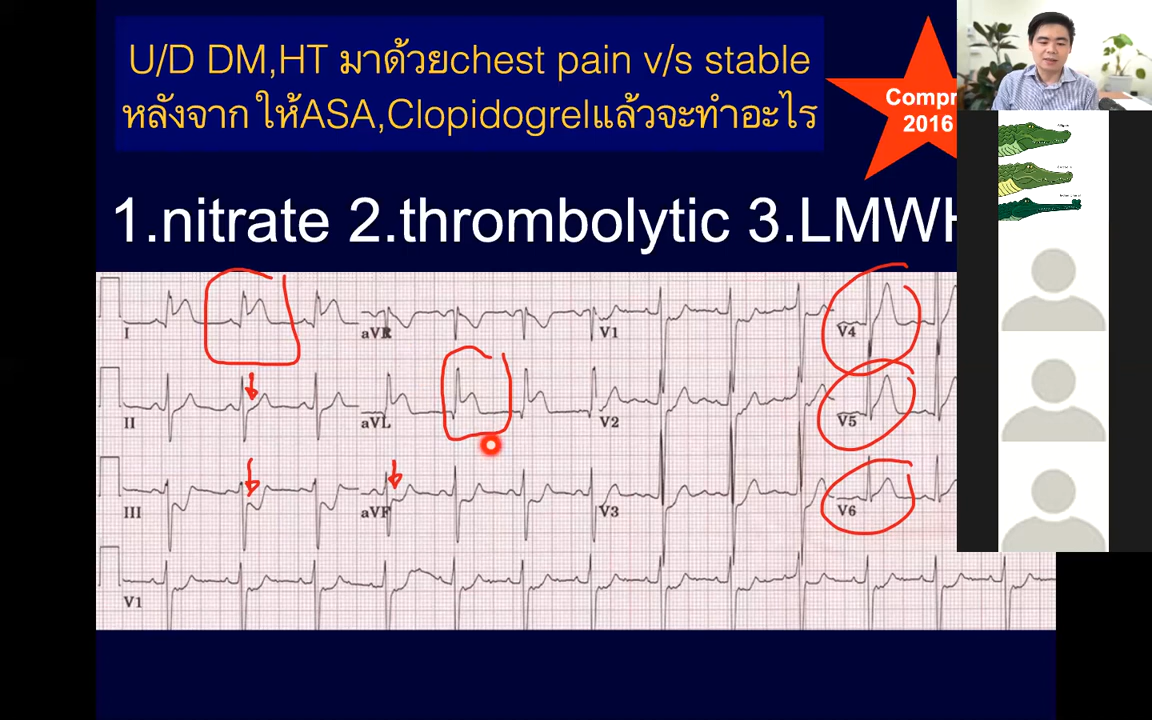 U/D DM,HT มาด้วยchest pain v/s stable
หลังจาก ให้ASA,Clopidogrelแล้วจะทำอะไร
Compr
2016
1.nitrate 2.thrombolytic 3.LMWH
I
aVR
V1
V4
II
aVL
V2
V5
III
aVF
V3
V6
V1